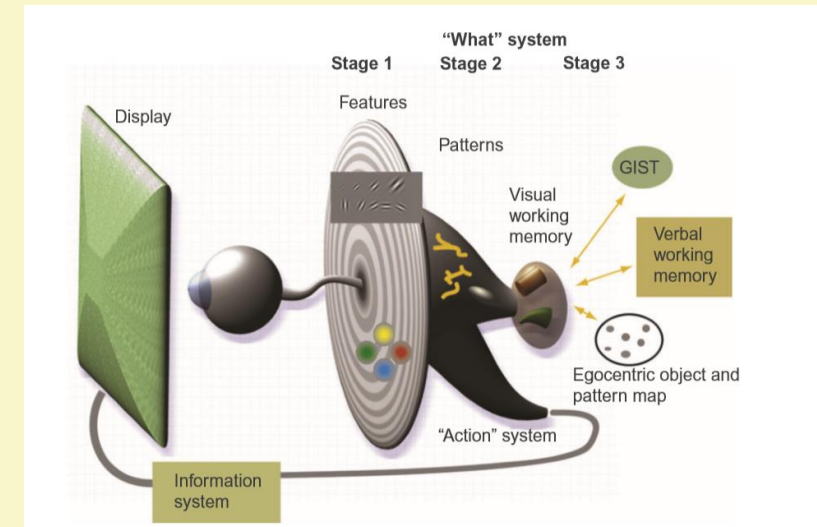 “What” system
Stage 1 Stage 2 Stage 3
Features
Display
Patterns
GIST
Visual
working
memory
Verbal
working
memory
Egocentric object and
pattern map
“Action” system
Information
system